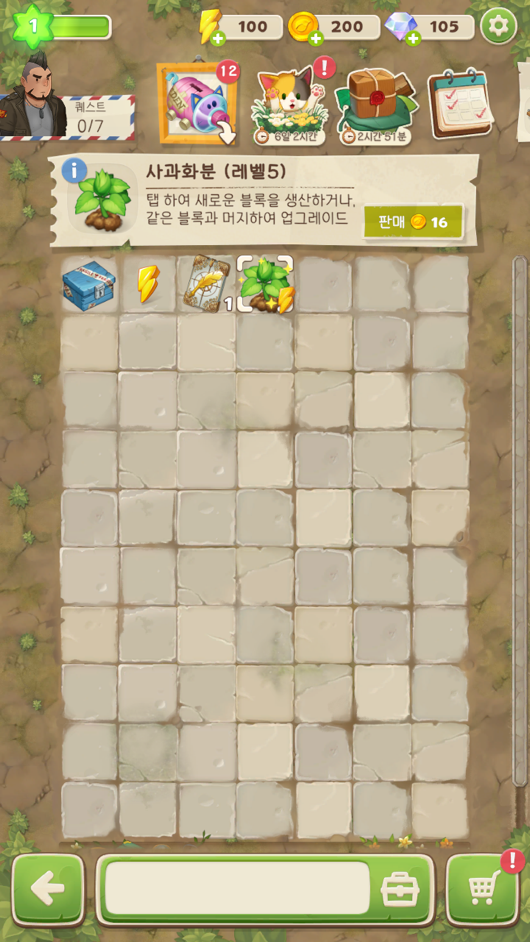 1
100
200
105
퀘스트
0/7
12
6일 2시간
2시간 51분
사과화분 (레벨5)
탭 하여 새로운 블록을 생산하거나,
같은 블록과 머지하여 업그레이드
판매 16
1